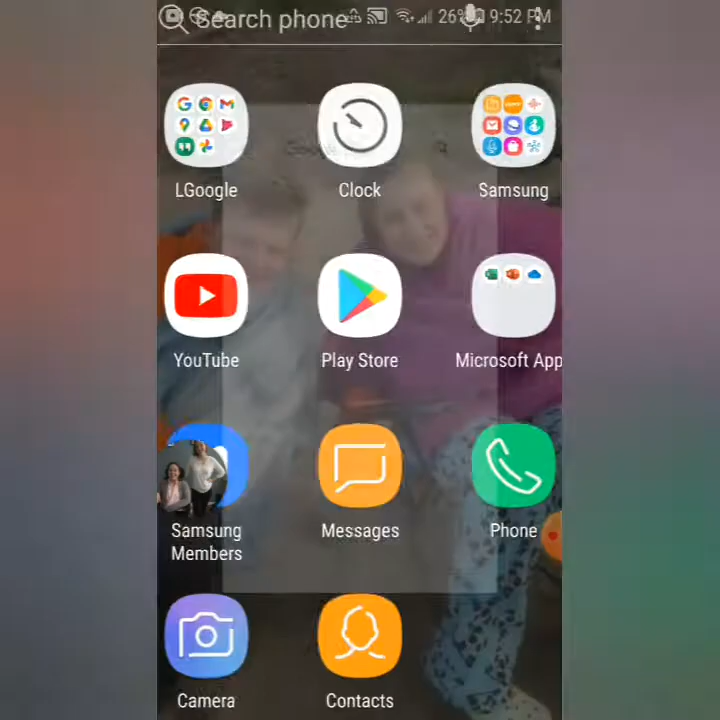 Search phone
26% 9:52 PM
LGoogle Clock Samsung
YouTube Play Store Microsoft App
Samsung Members Messages Phone
Camera Contacts